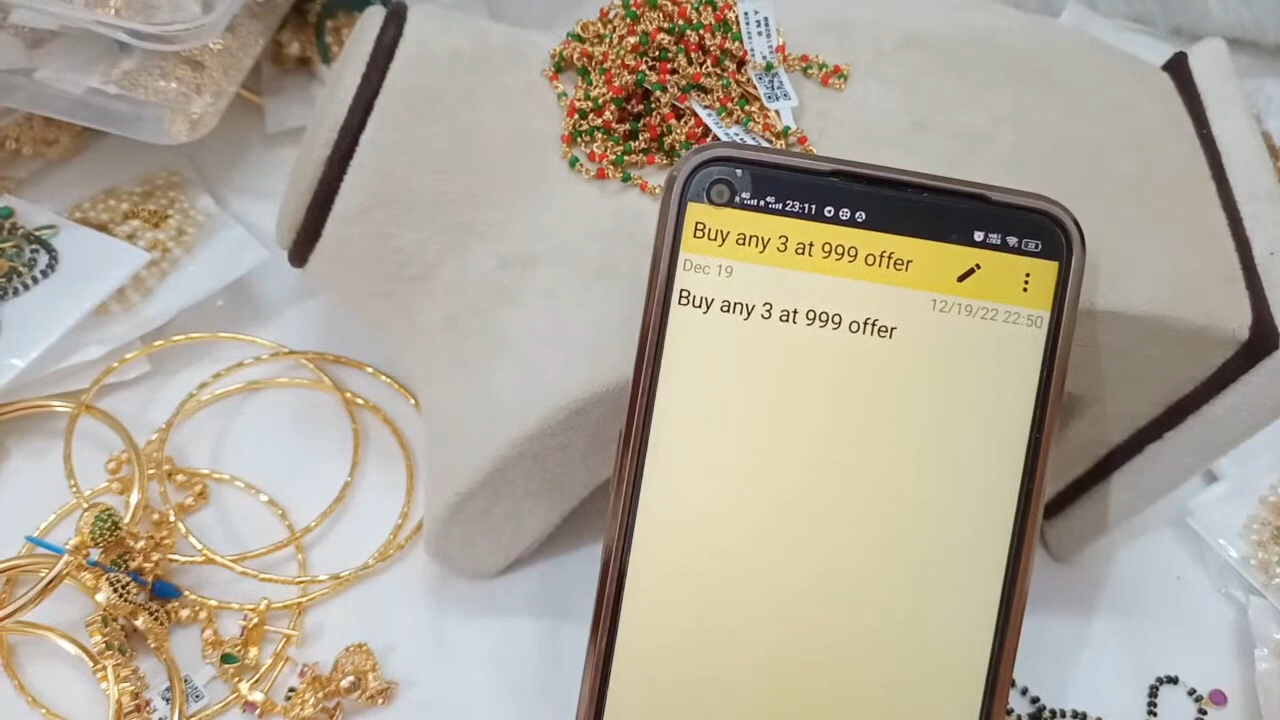 23:11
22
Buy any 3 at 999 offer
Dec 19
12/19/22 22:50
Buy any 3 at 999 offer